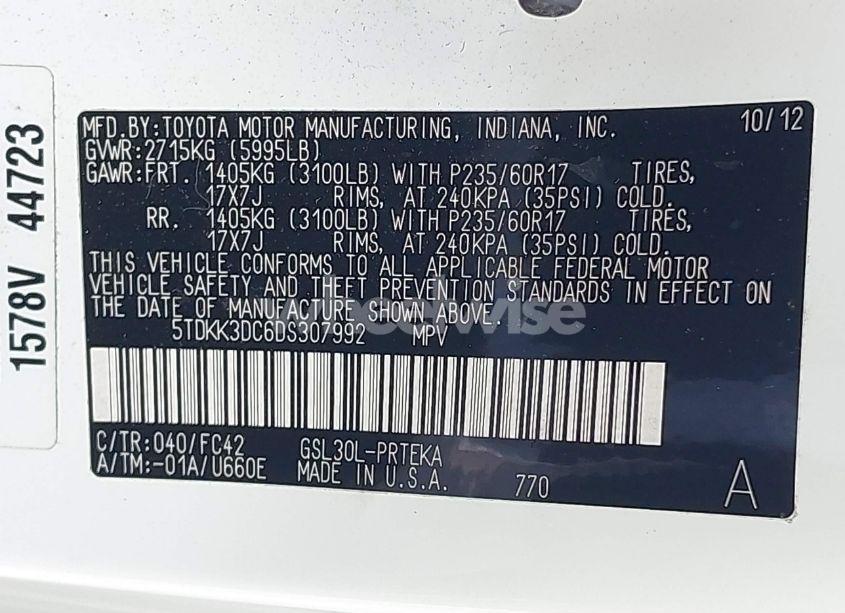 1578V 44723
MFD.BY:TOYOTA MOTOR MANUFACTURING, INDIANA, INC. 10/12
GVWR:2715KG (5995LB)
GAWR:FRT. 1405KG (3100LB) WITH P235/60R17 TIRES,
17X7J RIMS, AT 240KPA (35PSI) COLD.
RR. 1405KG (3100LB) WITH P235/60R17 TIRES,
17X7J RIMS, AT 240KPA (35PSI) COLD.
THIS VEHICLE CONFORMS TO ALL APPLICABLE FEDERAL MOTOR
VEHICLE SAFETY AND THEFT PREVENTION STANDARDS IN EFFECT ON
THE DATE OF MANUFACTURE SHOWN ABOVE.
5TDKK3DC6DS307992 MPV
wheelwise
C/TR:040/FC42 GSL30L-PRTEKA
A/TM:-01A/U660E MADE IN U.S.A. 770 A